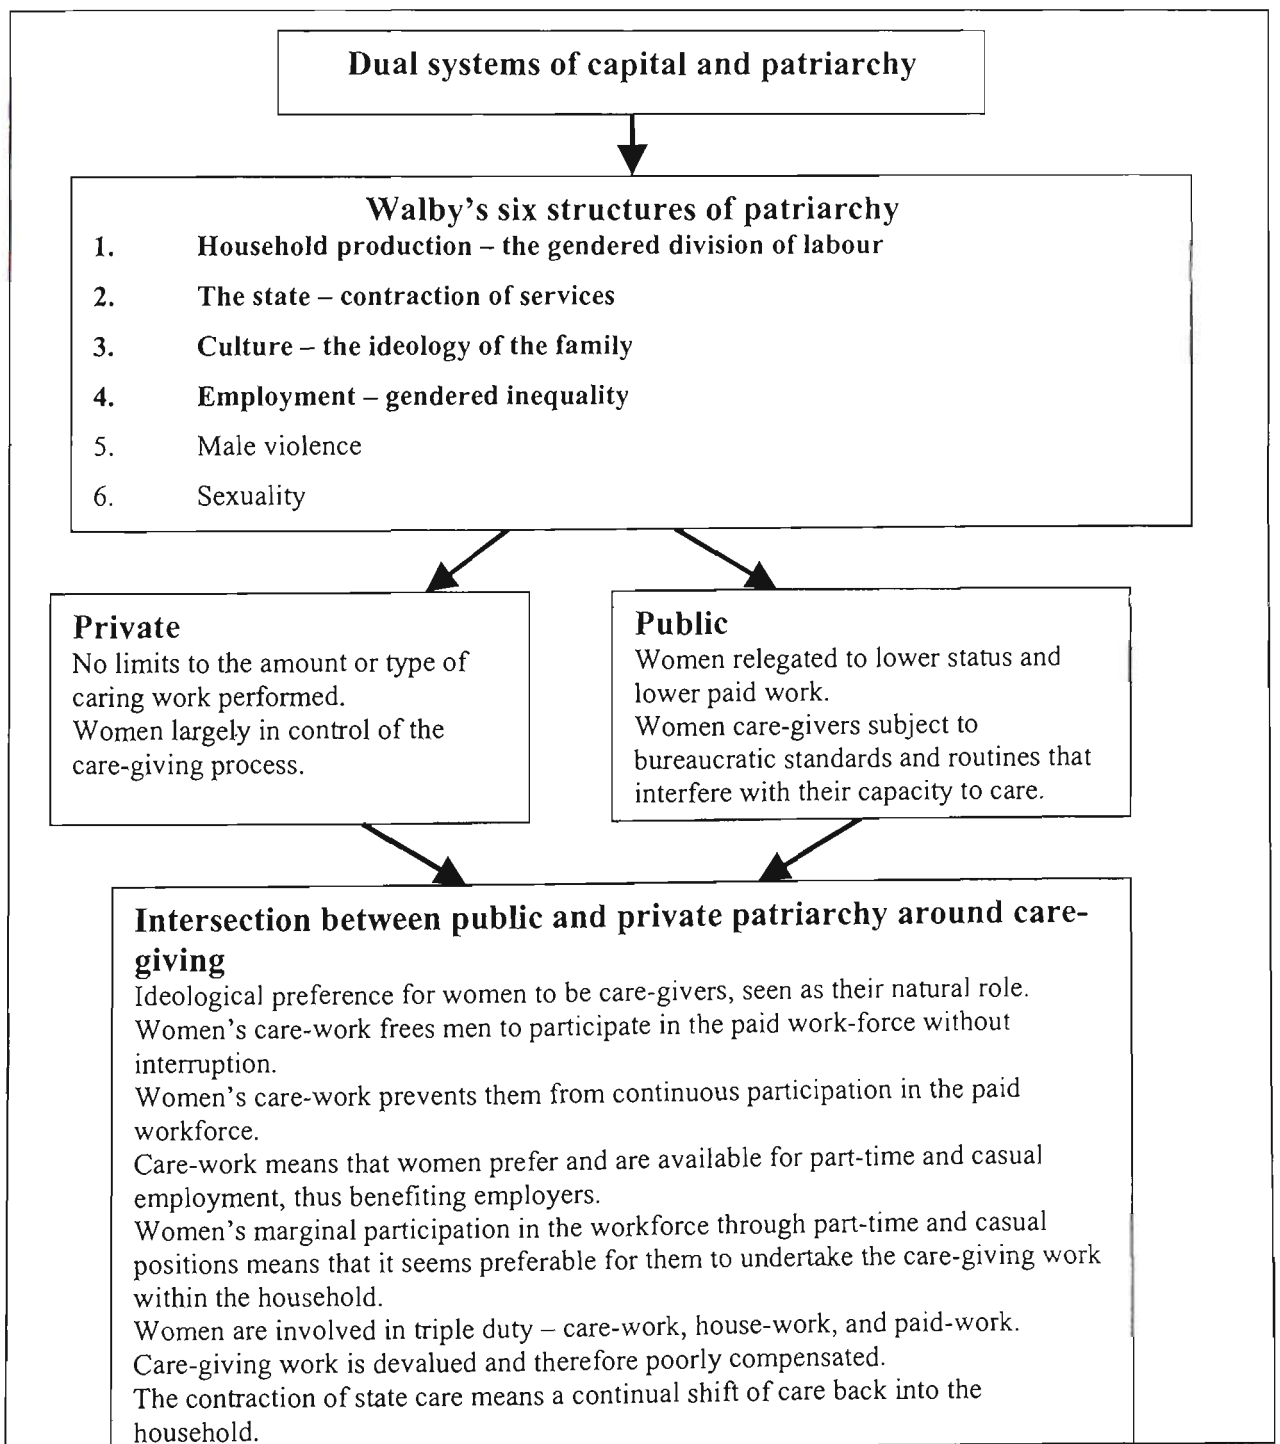 Dual systems of capital and patriarchy
Walby's six structures of patriarchy
1. Household production – the gendered division of labour
2. The state – contraction of services
3. Culture – the ideology of the family
4. Employment – gendered inequality
5. Male violence
6. Sexuality
Private
No limits to the amount or type of
caring work performed.
Women largely in control of the
care-giving process.
Public
Women relegated to lower status and
lower paid work.
Women care-givers subject to
bureaucratic standards and routines that
interfere with their capacity to care.
Intersection between public and private patriarchy around care-
giving
Ideological preference for women to be care-givers, seen as their natural role.
Women's care-work frees men to participate in the paid work-force without
interruption.
Women's care-work prevents them from continuous participation in the paid
workforce.
Care-work means that women prefer and are available for part-time and casual
employment, thus benefiting employers.
Women's marginal participation in the workforce through part-time and casual
positions means that it seems preferable for them to undertake the care-giving work
within the household.
Women are involved in triple duty – care-work, house-work, and paid-work.
Care-giving work is devalued and therefore poorly compensated.
The contraction of state care means a continual shift of care back into the
household.